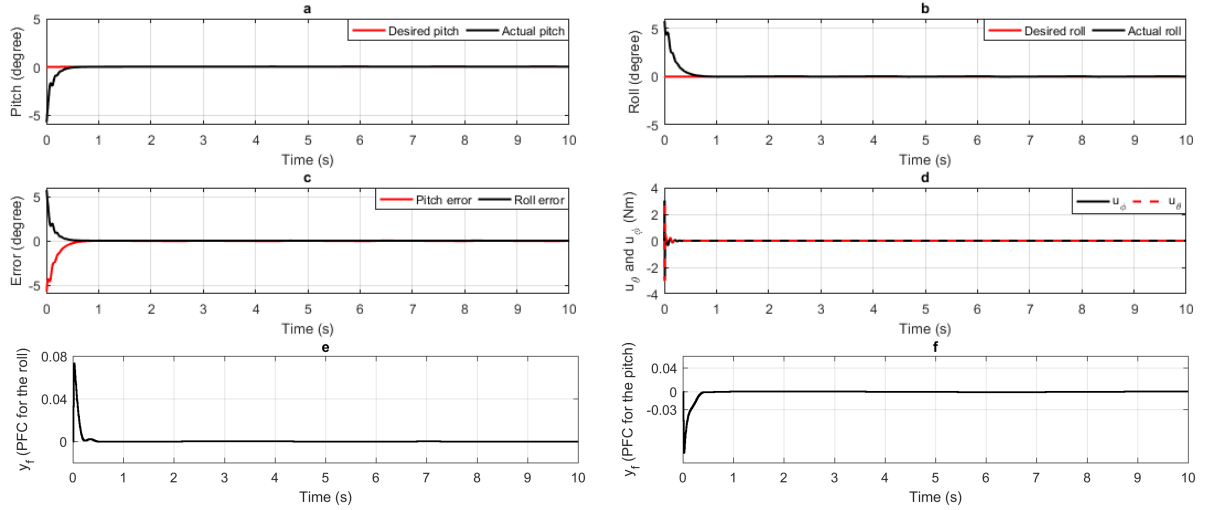 a
Pitch (degree)
5
0
-5
Desired pitch Actual pitch
0 1 2 3 4 5 6 7 8 9 10
Time (s)
b
Roll (degree)
5
0
-5
Desired roll Actual roll
0 1 2 3 4 5 6 7 8 9 10
Time (s)
c
Error (degree)
5
0
-5
Pitch error Roll error
0 1 2 3 4 5 6 7 8 9 10
Time (s)
d
u_θ and u_ϕ (Nm)
4
2
0
-2
-4
u_ϕ u_θ
0 1 2 3 4 5 6 7 8 9 10
Time (s)
e
y_f (PFC for the roll)
0.08
0.04
0
0 1 2 3 4 5 6 7 8 9 10
Time (s)
f
y_f (PFC for the pitch)
0.04
0
-0.03
0 1 2 3 4 5 6 7 8 9 10
Time (s)